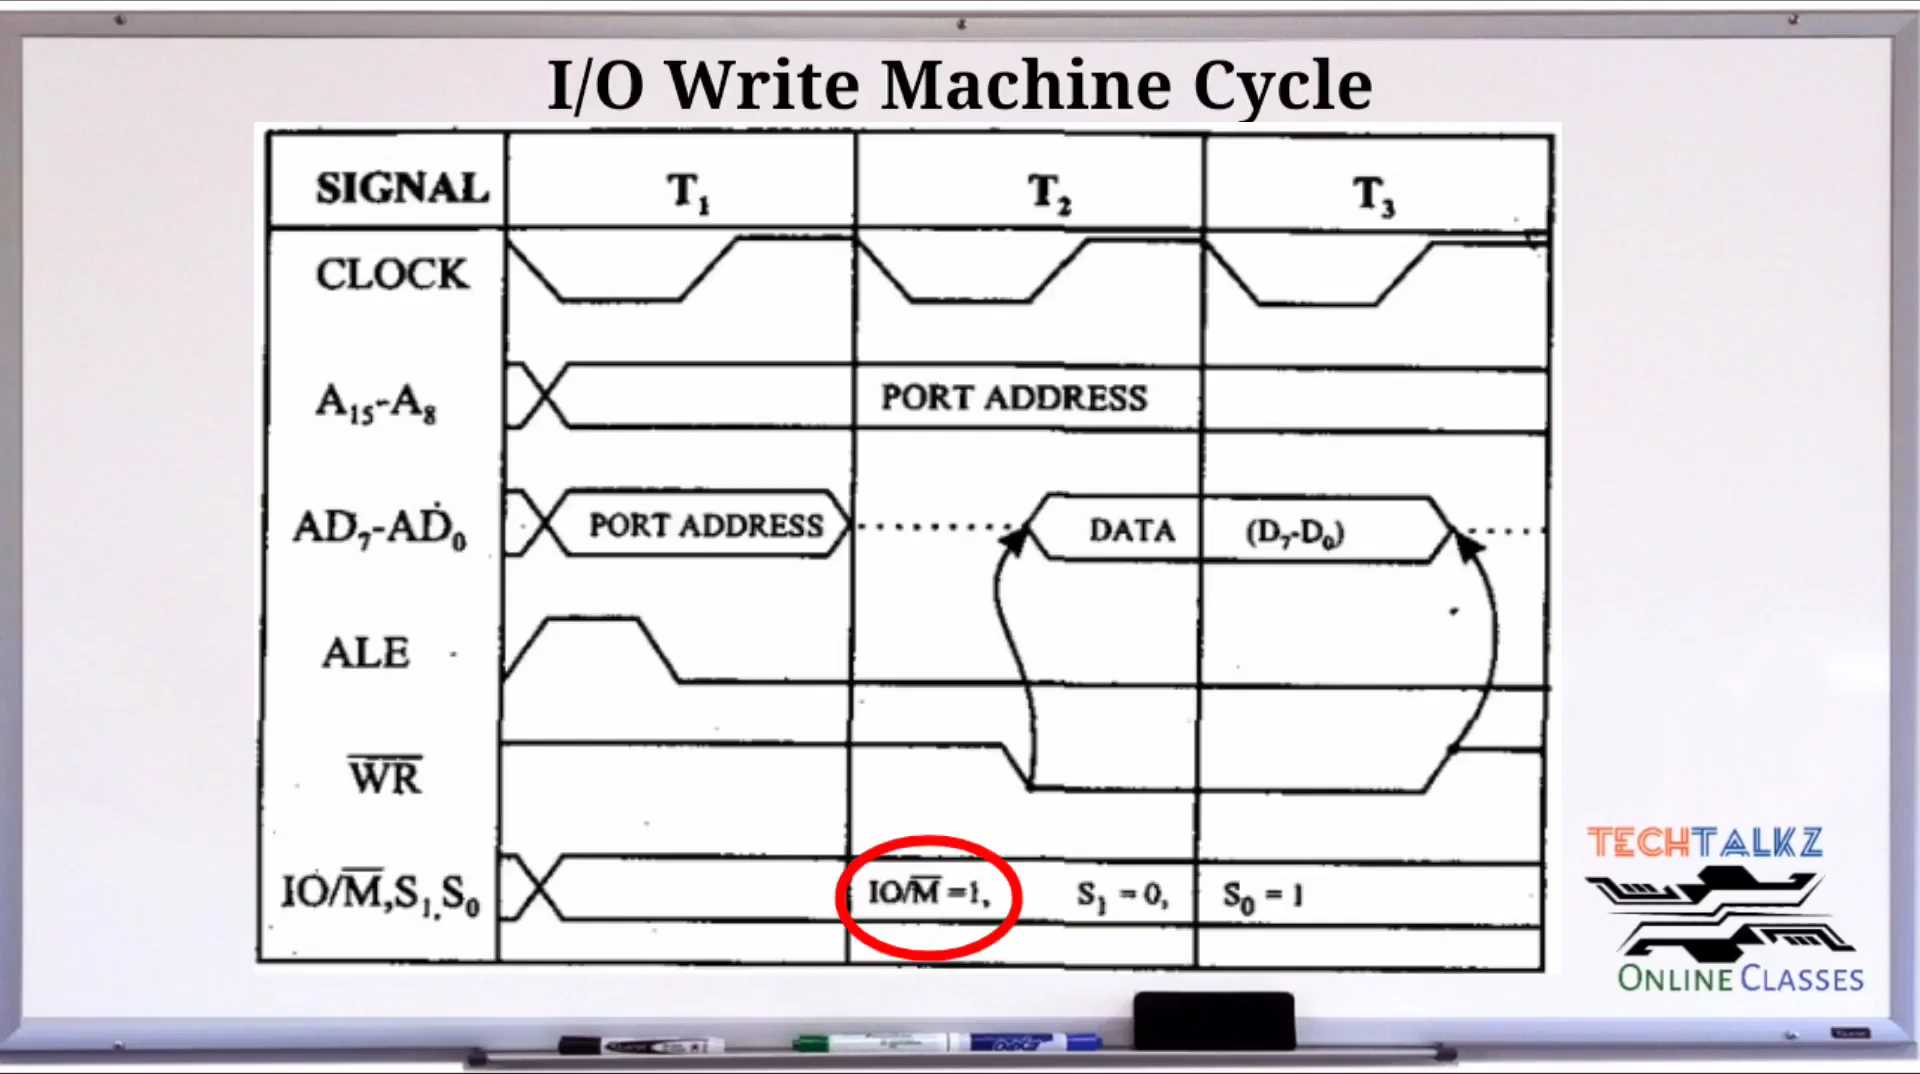 I/O Write Machine Cycle
SIGNAL T₁ T₂ T₃
CLOCK
A₁₅-A₈ PORT ADDRESS
AD₇-AD₀ PORT ADDRESS DATA (D₇-D₀)
ALE
W̅R̅
IO/M̅,S₁,S₀ IO/M̅=1, S₁ = 0, S₀ = 1
TECHTALKZ
ONLINE CLASSES